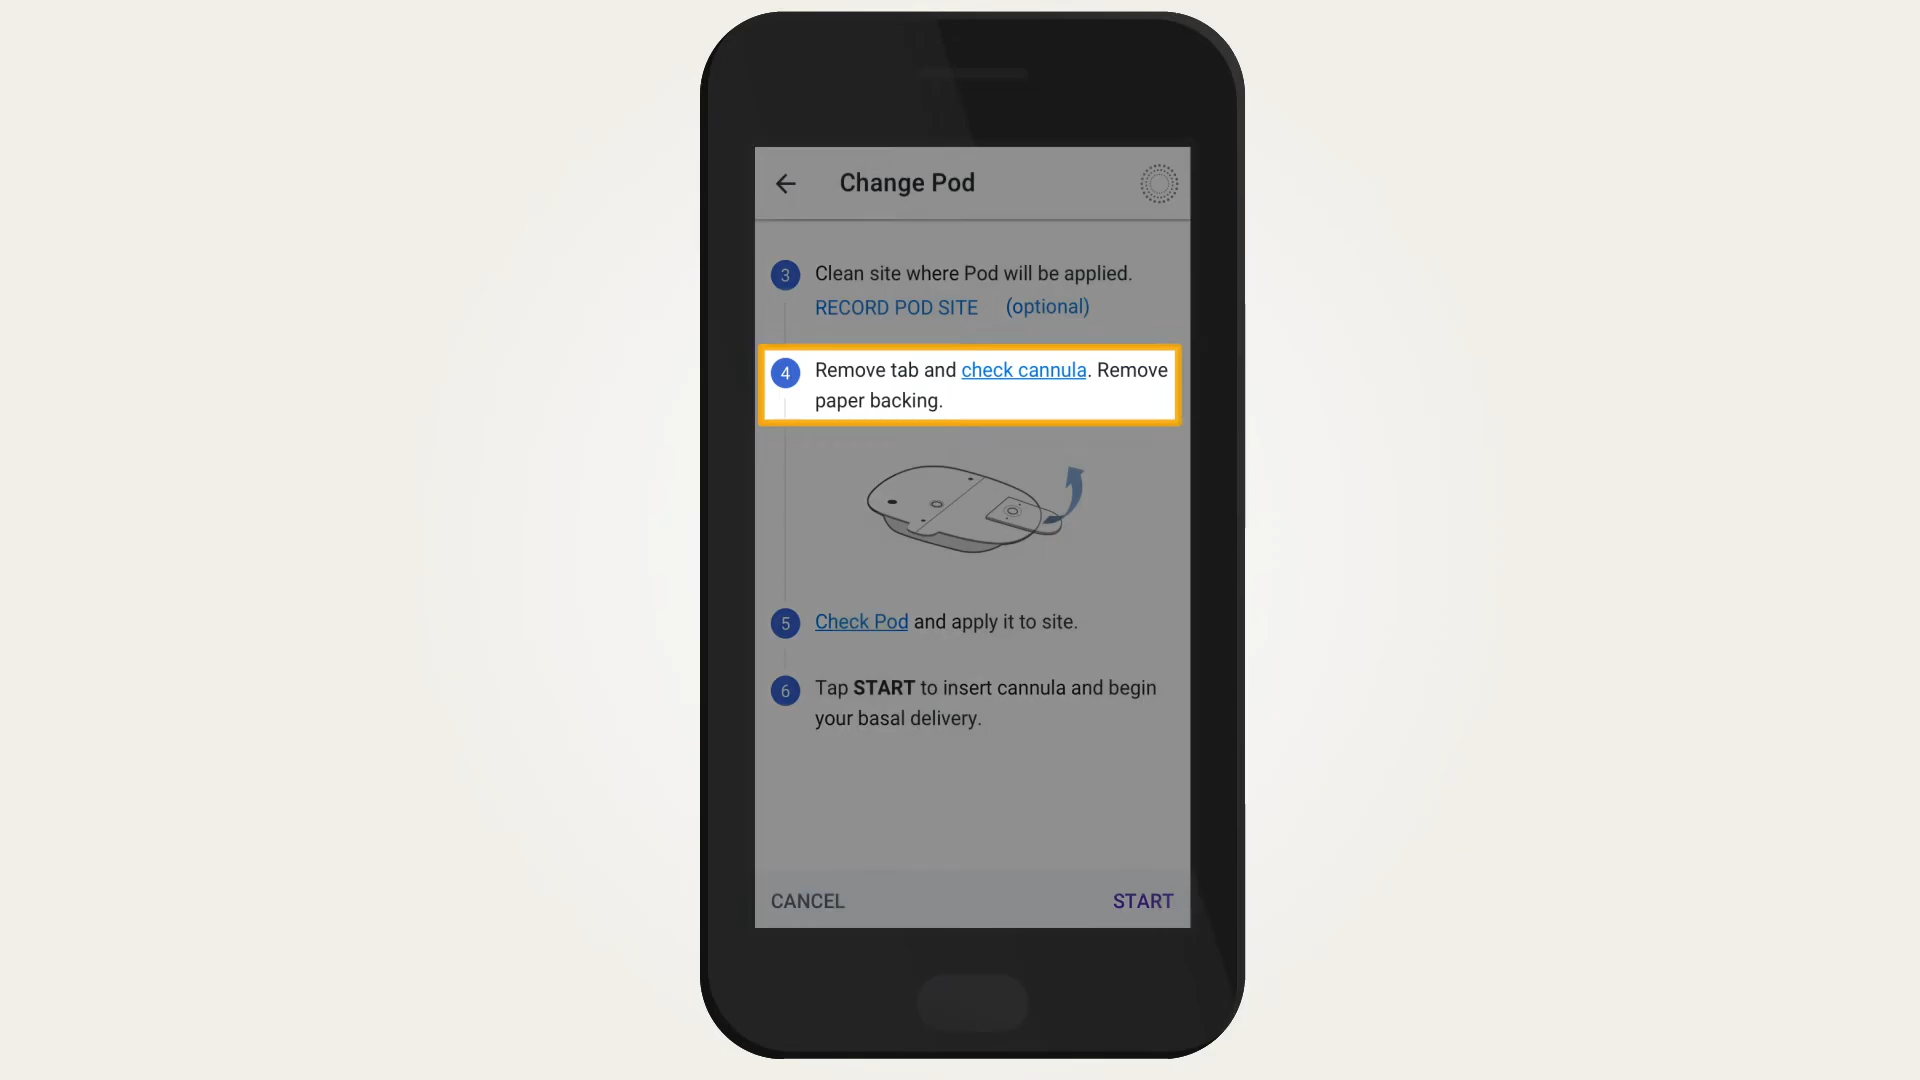 Change Pod
3 Clean site where Pod will be applied.
RECORD POD SITE (optional)
4 Remove tab and check cannula. Remove
paper backing.
5 Check Pod and apply it to site.
6 Tap START to insert cannula and begin
your basal delivery.
CANCEL START